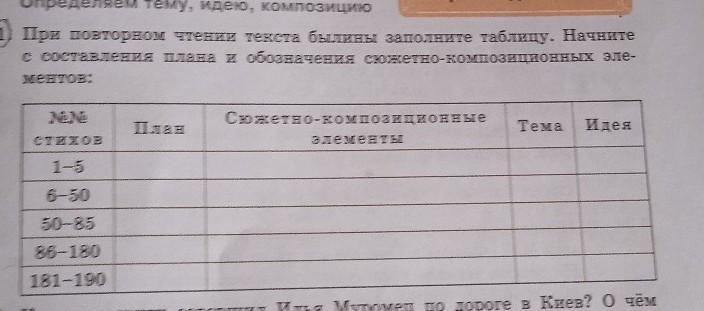 Определяем тему, идею, композицию
1) При повторном чтении текста былины заполните таблицу. Начните
с составления плана и обозначения сюжетно-композиционных эле-
ментов:
№№ стихов План Сюжетно-композиционные элементы Тема Идея
1–5
6–50
50–85
86–180
181–190
Илья Муромец по дороге в Киев? О чём